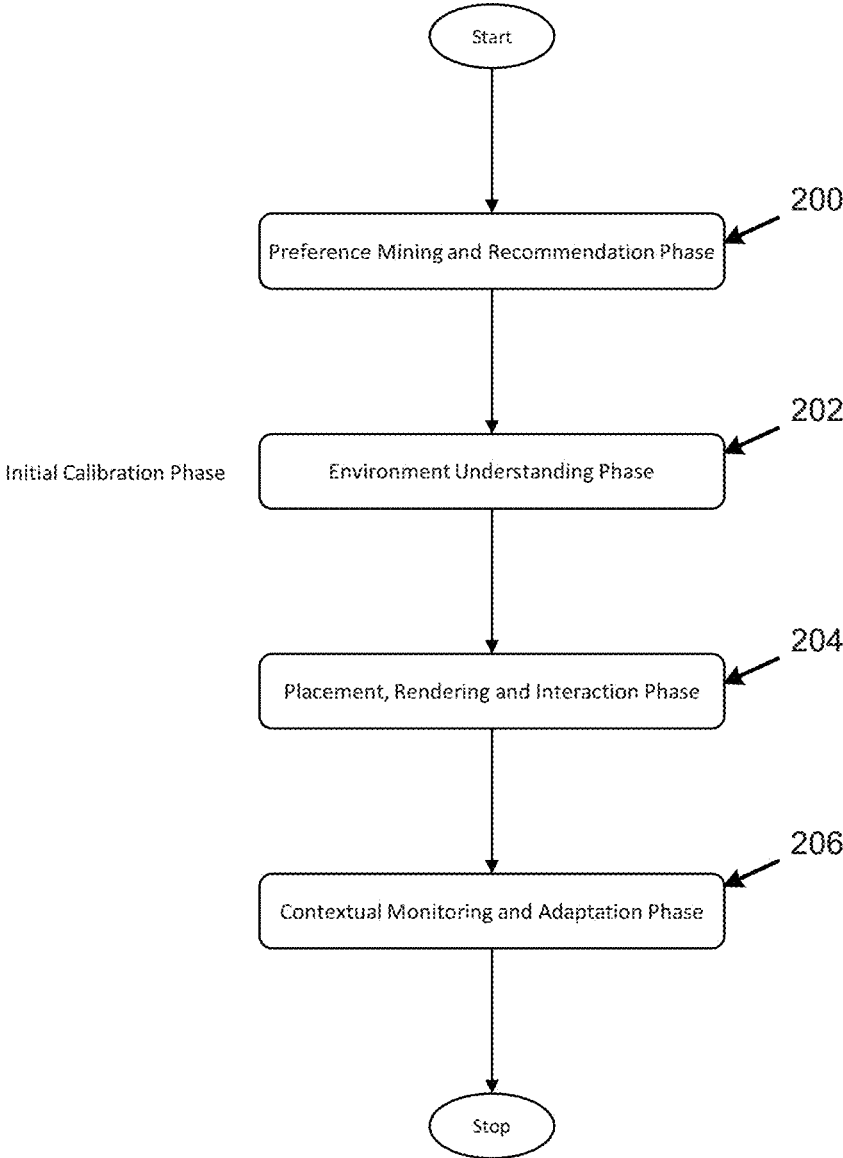 Start
200
Preference Mining and Recommendation Phase
202
Initial Calibration Phase
Environment Understanding Phase
204
Placement, Rendering and Interaction Phase
206
Contextual Monitoring and Adaptation Phase
Stop